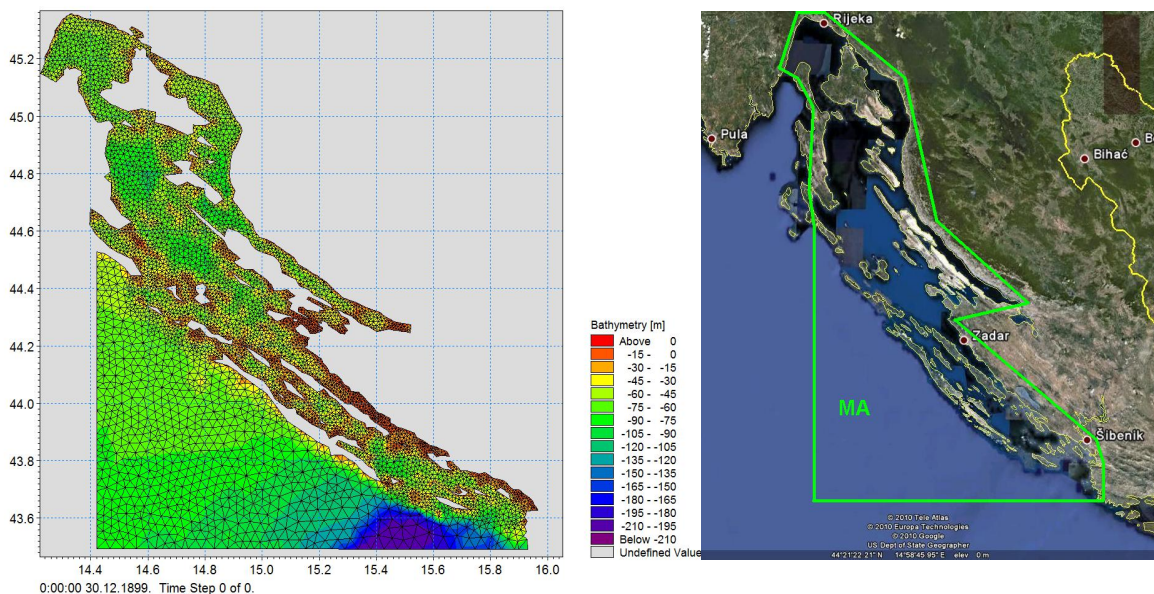 45.2
45.0
44.8
44.6
44.4
44.2
44.0
43.8
43.6
14.4 14.6 14.8 15.0 15.2 15.4 15.6 15.8 16.0
0:00:00 30.12.1899. Time Step 0 of 0.
Bathymetry [m]
Above 0
-15 - 0
-30 - -15
-45 - -30
-60 - -45
-75 - -60
-90 - -75
-105 - -90
-120 - -105
-135 - -120
-150 - -135
-165 - -150
-180 - -165
-195 - -180
-210 - -195
Below -210
Undefined Value
Rijeka
Pula
Bihać
B
Zadar
MA
Šibenik
© 2010 Tele Atlas
© 2010 Europa Technologies
© 2010 Google
US Dept of State Geographer
44°21'22 21" N 14°58'45 95" E elev 0 m